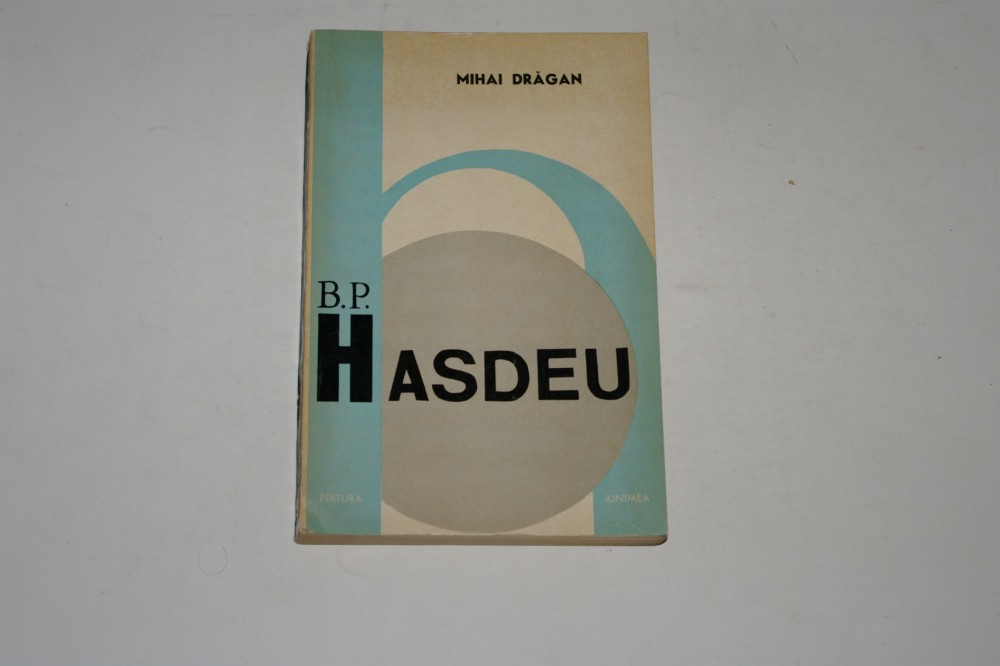 MIHAI DRĂGAN
B.P.
HASDEU
EDITURA JUNIMEA